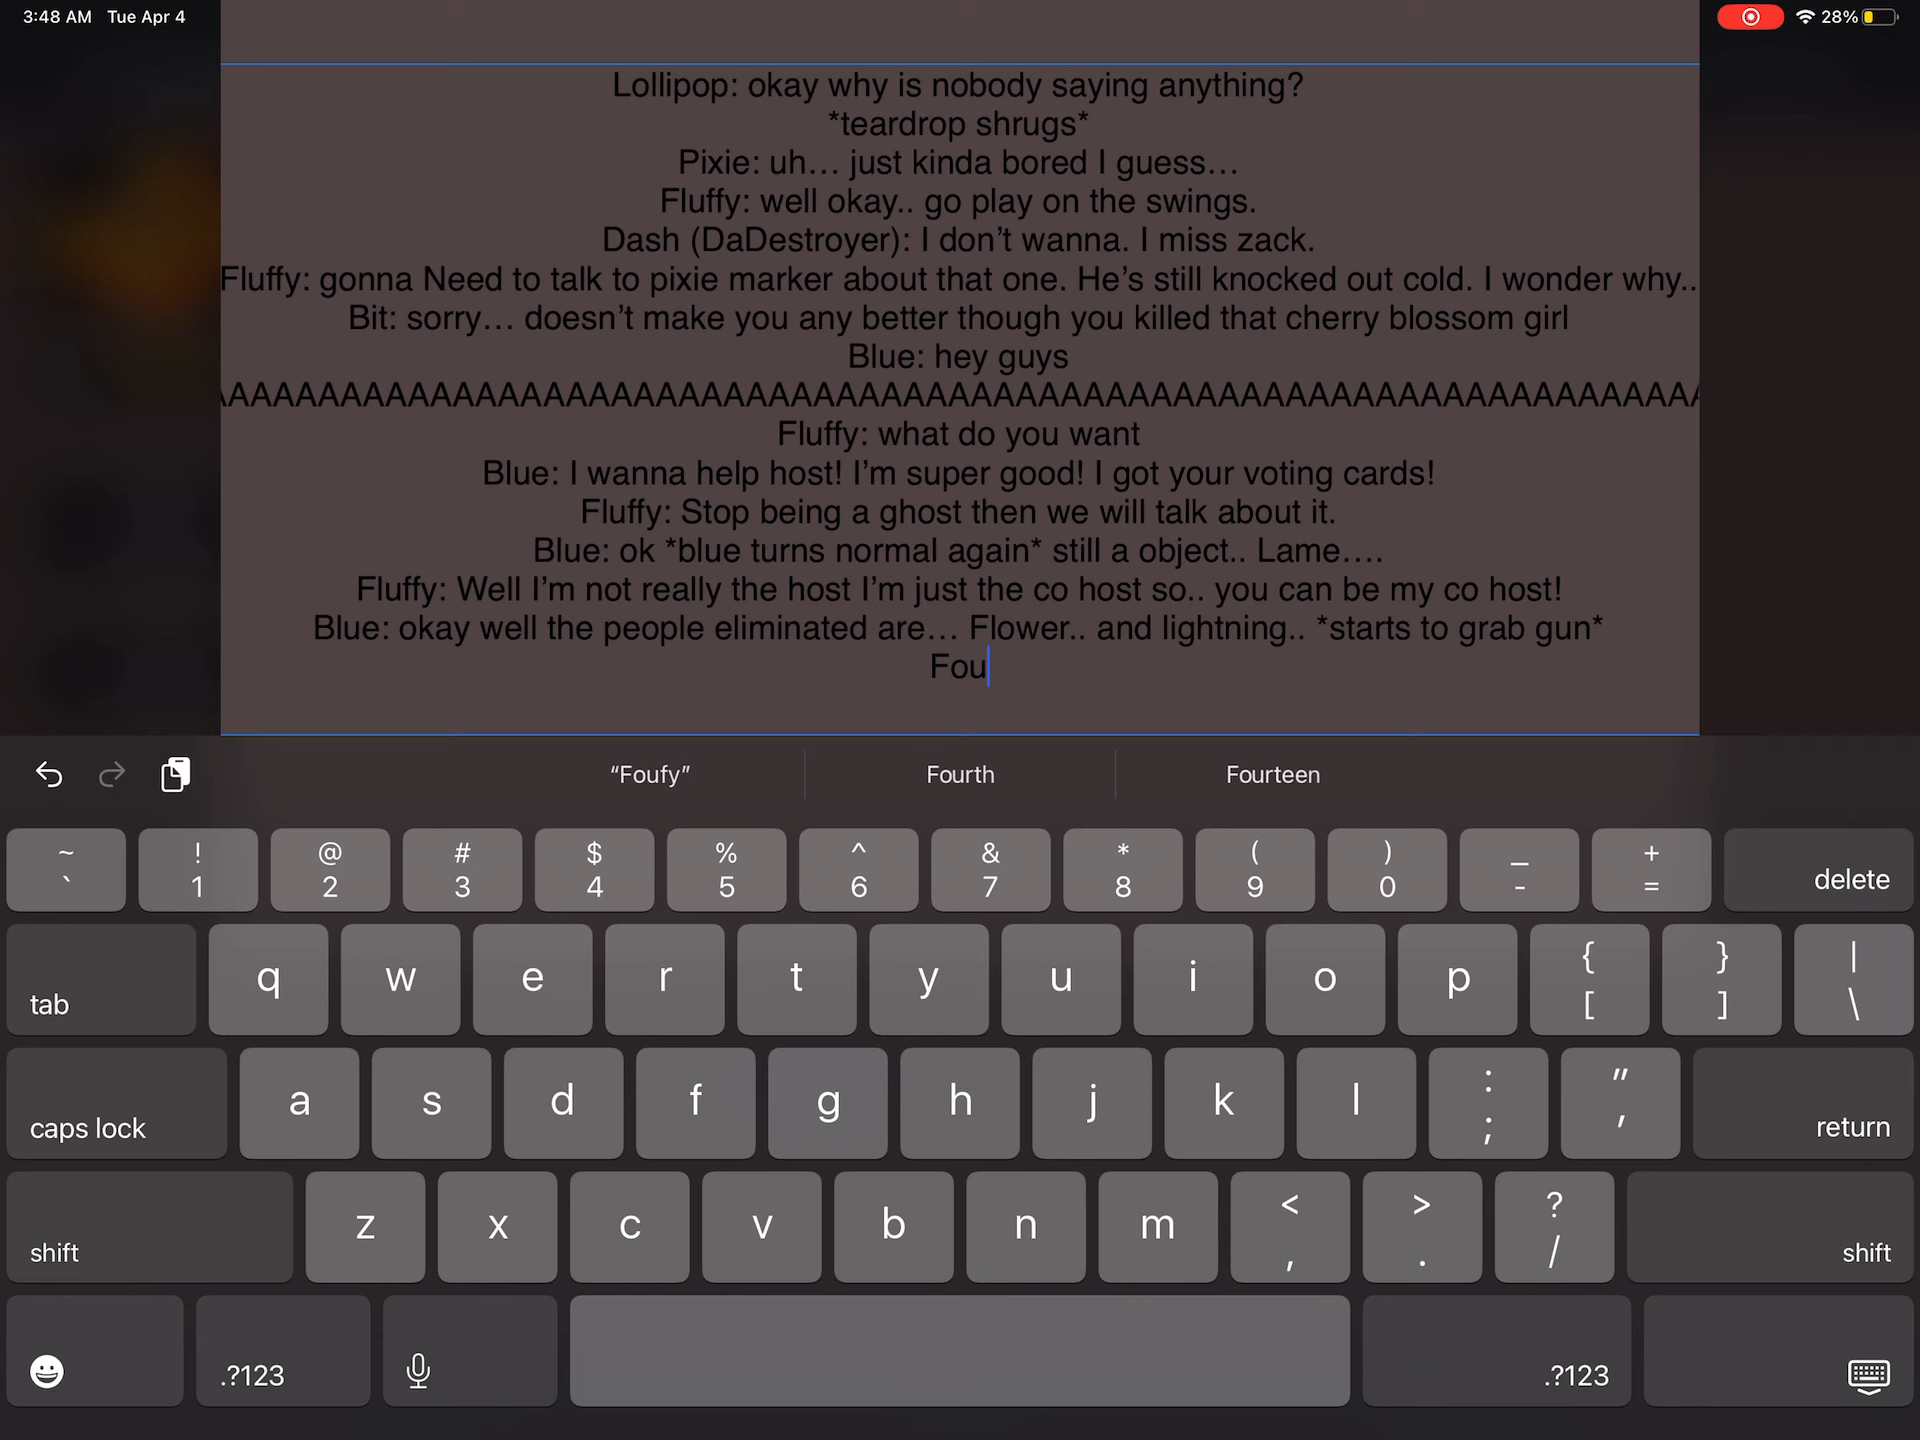 3:48 AM Tue Apr 4
28%
Lollipop: okay why is nobody saying anything?
*teardrop shrugs*
Pixie: uh… just kinda bored I guess…
Fluffy: well okay.. go play on the swings.
Dash (DaDestroyer): I don’t wanna. I miss zack.
Fluffy: gonna Need to talk to pixie marker about that one. He’s still knocked out cold. I wonder why..
Bit: sorry… doesn’t make you any better though you killed that cherry blossom girl
Blue: hey guys
AAAAAAAAAAAAAAAAAAAAAAAAAAAAAAAAAAAAAAAAAAAAAAAAAAAAAAAAAAAAAAAAAA
Fluffy: what do you want
Blue: I wanna help host! I’m super good! I got your voting cards!
Fluffy: Stop being a ghost then we will talk about it.
Blue: ok *blue turns normal again* still a object.. Lame….
Fluffy: Well I’m not really the host I’m just the co host so.. you can be my co host!
Blue: okay well the people eliminated are… Flower.. and lightning.. *starts to grab gun*
Fou
“Foufy” Fourth Fourteen
~ ! @ # $ % ^ & * ( ) _ +
` 1 2 3 4 5 6 7 8 9 0 - = delete
tab q w e r t y u i o p { [ } ] | \
caps lock a s d f g h j k l : ; " ' return
shift z x c v b n m < , > . ? / shift
.?123 .?123